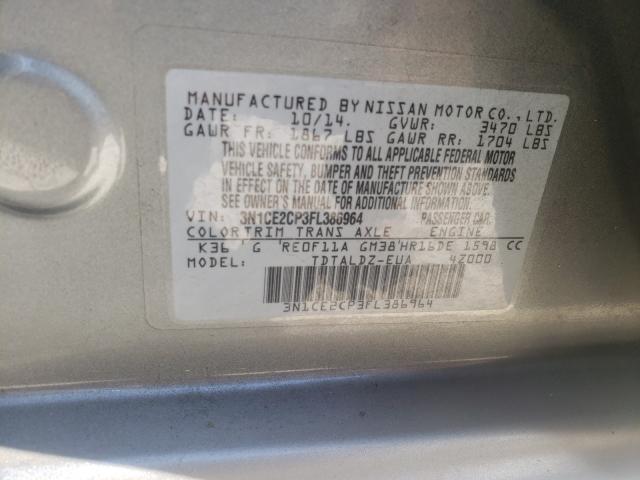 MANUFACTURED BY NISSAN MOTOR CO., LTD.
DATE: 10/14. GVWR: 3470 LBS
GAWR FR: 1867 LBS GAWR RR: 1704 LBS
THIS VEHICLE CONFORMS TO ALL APPLICABLE FEDERAL MOTOR
VEHICLE SAFETY, BUMPER AND THEFT PREVENTION STANDARDS
IN EFFECT ON THE DATE OF MANUFACTURE SHOWN ABOVE.
SEE OWNER'S MANUAL FOR ADDITIONAL INFORMATION.
VIN: 3N1CE2CP3FL386964 PASSENGER CAR
COLOR TRIM TRANS AXLE ENGINE
K36 G RE0F11A GM38 HR16DE 1598 CC
MODEL: TDTALDZ-EUA 4Z000
3N1CE2CP3FL386964